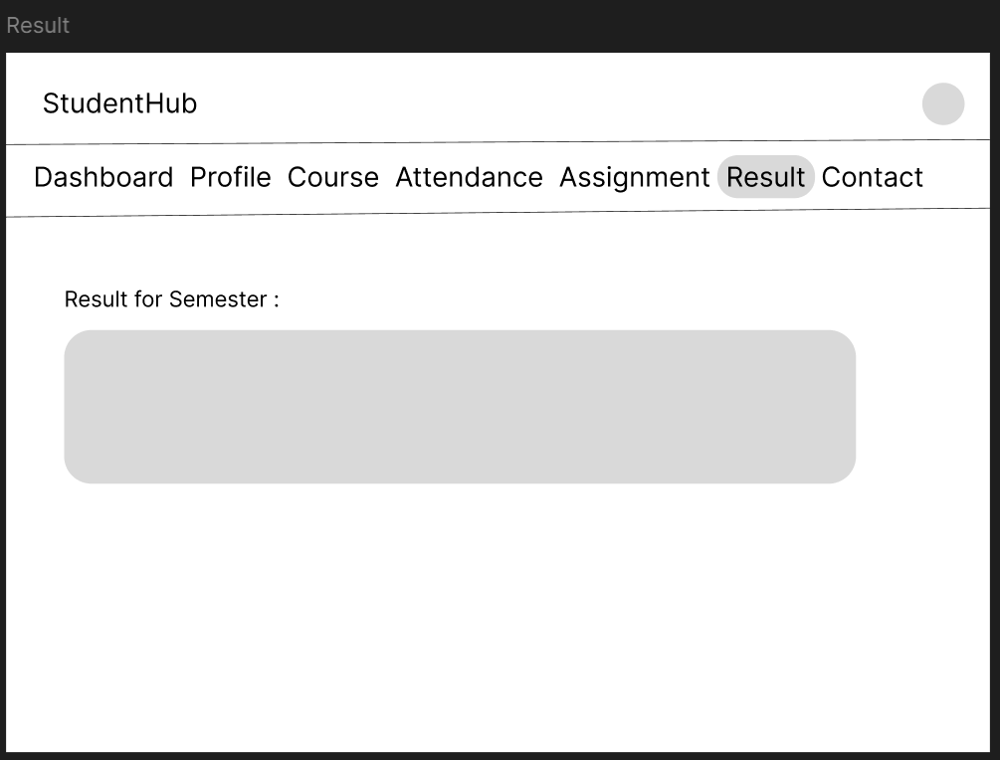 Result
StudentHub
Dashboard Profile Course Attendance Assignment Result Contact
Result for Semester :